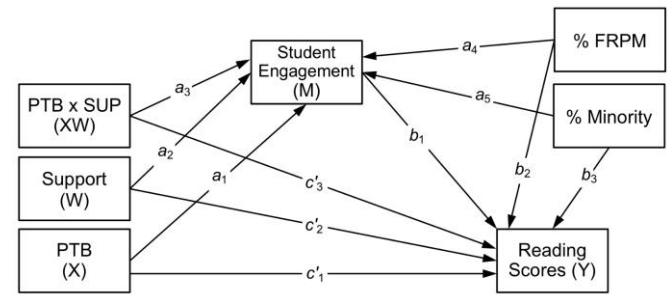 Student
Engagement
(M)
% FRPM
a4
a3
PTB x SUP
(XW)
a5
% Minority
b1
a2
Support
(W)
a1
c'3
b2
b3
c'2
PTB
(X)
c'1
Reading
Scores (Y)